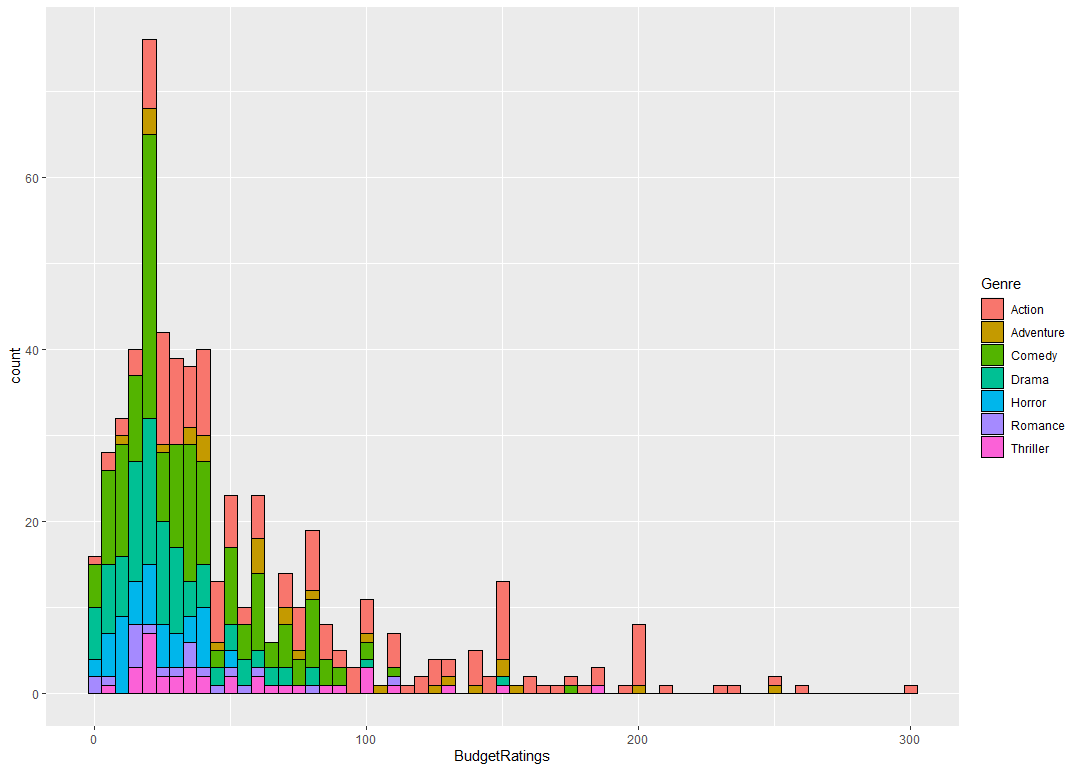 60
40
20
0
count
0
100
200
300
BudgetRatings
Genre
Action
Adventure
Comedy
Drama
Horror
Romance
Thriller